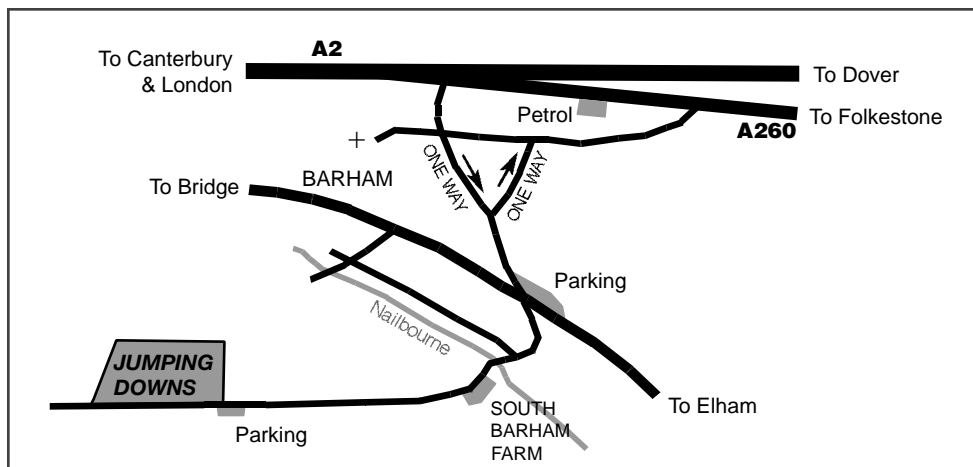 A2
To Canterbury
& London
To Dover
Petrol
To Folkestone
A260
+
ONE WAY
ONE WAY
To Bridge
BARHAM
Parking
Nailbourne
JUMPING
DOWNS
To Elham
SOUTH
BARHAM
FARM
Parking